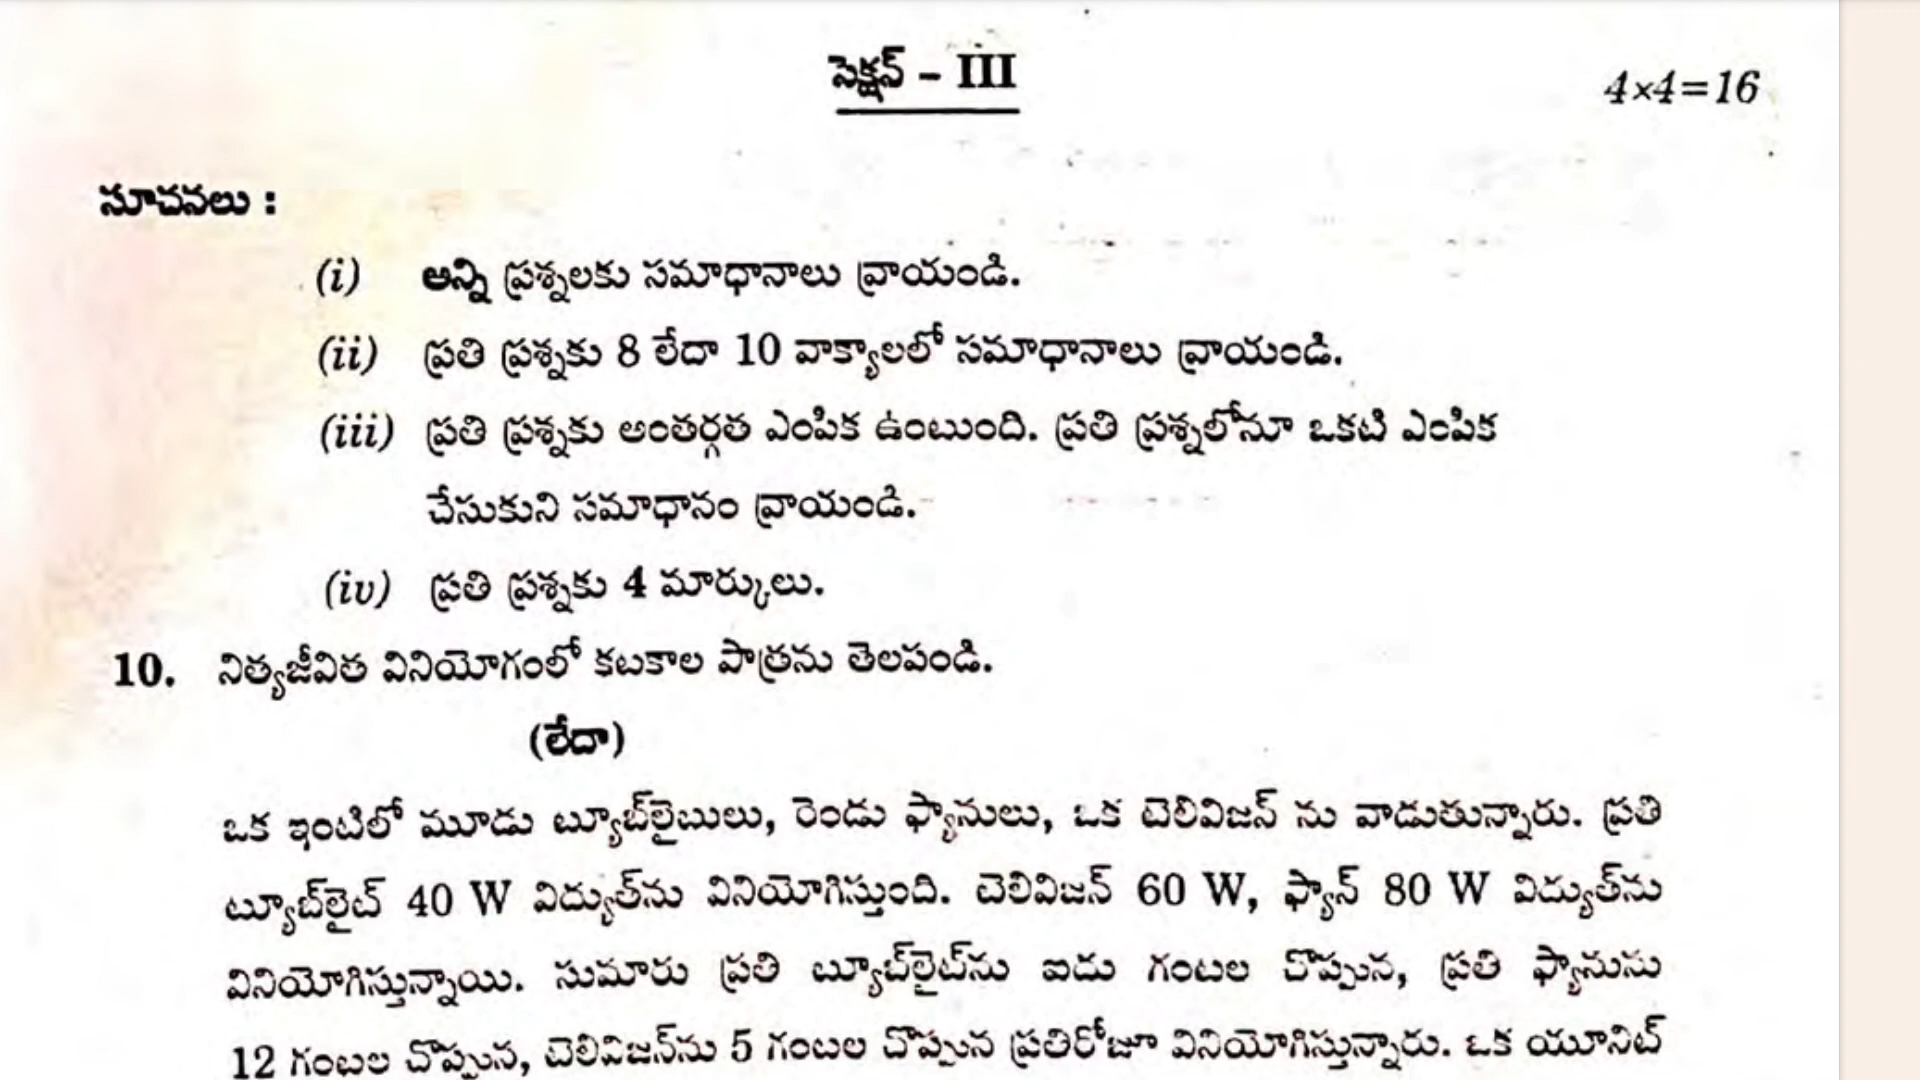 సెక్షన్ – III
4×4=16
సూచనలు :
(i) అన్ని ప్రశ్నలకు సమాధానాలు వ్రాయండి.
(ii) ప్రతి ప్రశ్నకు 8 లేదా 10 వాక్యాలలో సమాధానాలు వ్రాయండి.
(iii) ప్రతి ప్రశ్నకు అంతర్గత ఎంపిక ఉంటుంది. ప్రతి ప్రశ్నలోనూ ఒకటి ఎంపిక
చేసుకుని సమాధానం వ్రాయండి.
(iv) ప్రతి ప్రశ్నకు 4 మార్కులు.
10. నిత్యజీవిత వినియోగంలో కటకాల పాత్రను తెలపండి.
(లేదా)
ఒక ఇంటిలో మూడు ట్యూబ్‌లైటులు, రెండు ఫ్యానులు, ఒక టెలివిజన్ ను వాడుతున్నారు. ప్రతి
ట్యూబ్‌లైట్ 40 W విద్యుత్‌ను వినియోగిస్తుంది. టెలివిజన్ 60 W, ఫ్యాన్ 80 W విద్యుత్‌ను
వినియోగిస్తున్నాయి. సుమారు ప్రతి ట్యూబ్‌లైట్‌ను ఐదు గంటల చొప్పున, ప్రతి ఫ్యానును
12 గంటల చొప్పున, టెలివిజన్‌ను 5 గంటల చొప్పున ప్రతిరోజూ వినియోగిస్తున్నారు. ఒక యూనిట్